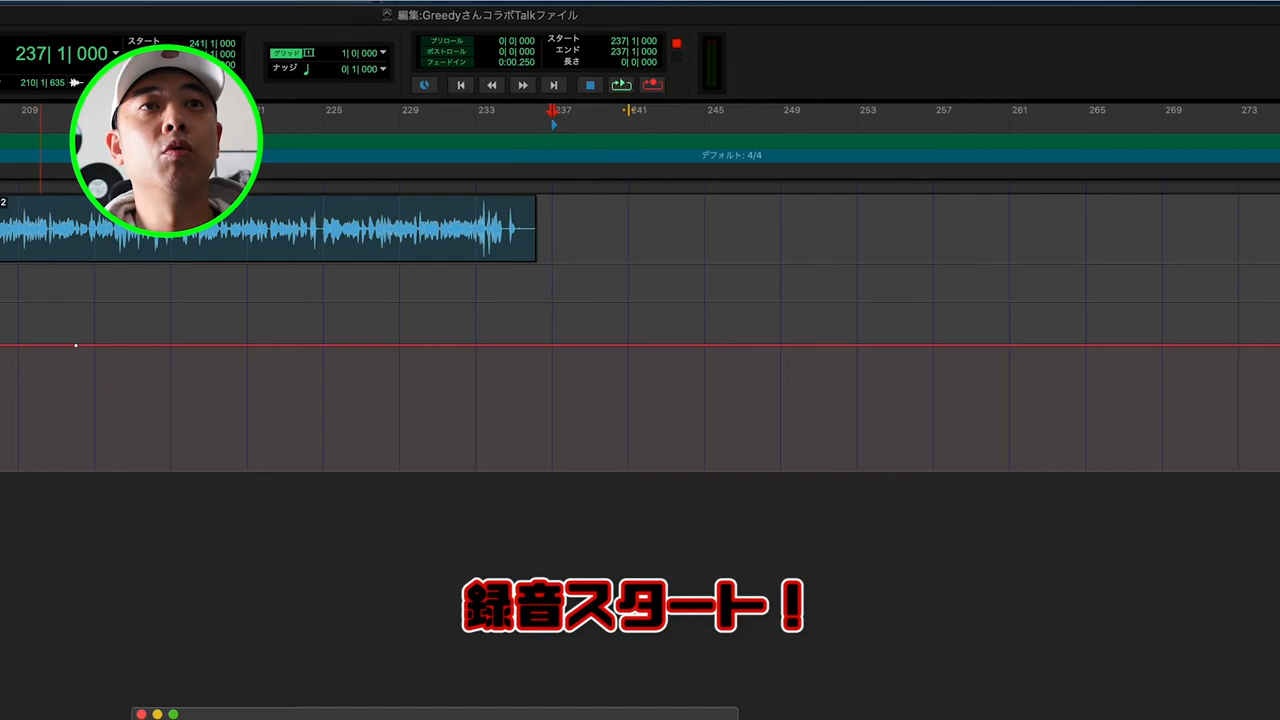 編集:GreedyさんコラボTalkファイル
237| 1| 000
スタート 241| 1| 000
210| 1| 635
グリッド 1| 0| 000
ナッジ 0| 1| 000
プリロール 0| 0| 000
ポストロール 0| 0| 000
フェードイン 0:00.250
スタート 237| 1| 000
エンド 237| 1| 000
長さ 0| 0| 000
209 225 229 233 237 241 245 249 253 257 261 265 269 273
デフォルト: 4/4
2
録音スタート！